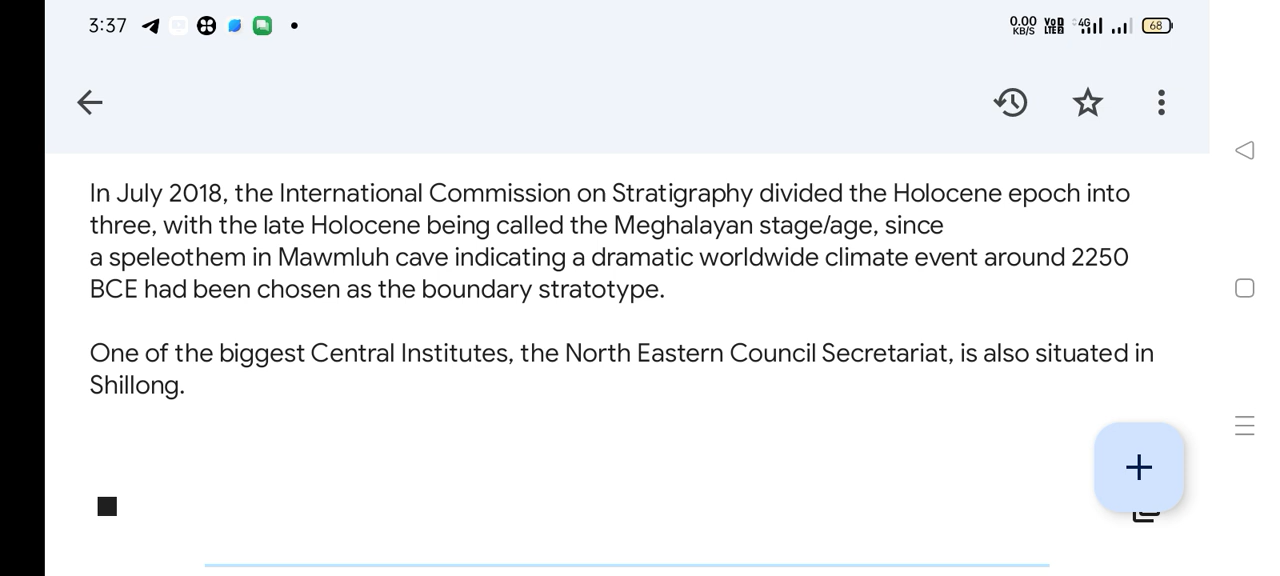 3:37
0.00 KB/S VoD LTE2 4G 68
In July 2018, the International Commission on Stratigraphy divided the Holocene epoch into
three, with the late Holocene being called the Meghalayan stage/age, since
a speleothem in Mawmluh cave indicating a dramatic worldwide climate event around 2250
BCE had been chosen as the boundary stratotype.
One of the biggest Central Institutes, the North Eastern Council Secretariat, is also situated in
Shillong.